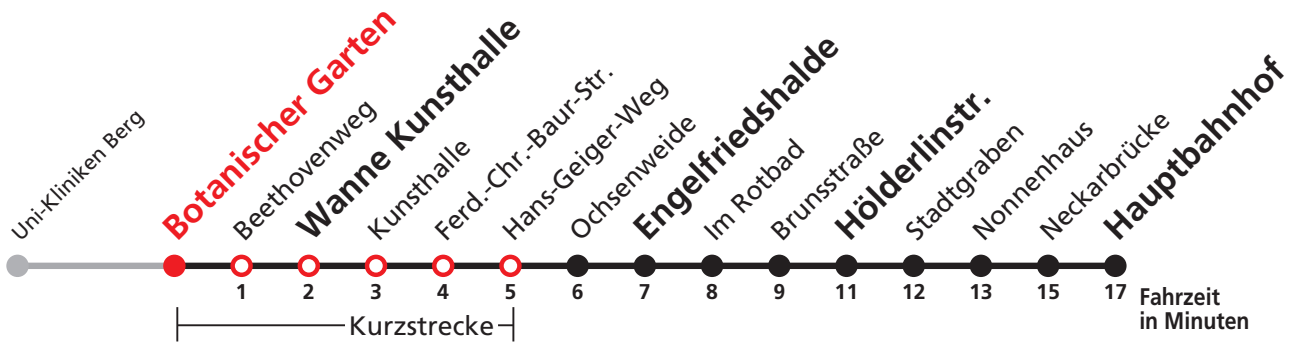 Uni-Kliniken Berg
Botanischer Garten
Beethovenweg
Wanne Kunsthalle
Kunsthalle
Ferd.-Chr.-Baur-Str.
Hans-Geiger-Weg
Ochsenweide
Engelfriedshalde
Im Rotbad
Brunsstraße
Hölderlinstr.
Stadtgraben
Nonnenhaus
Neckarbrücke
Hauptbahnhof
1 2 3 4 5 6 7 8 9 11 12 13 15 17
Fahrzeit
in Minuten
Kurzstrecke